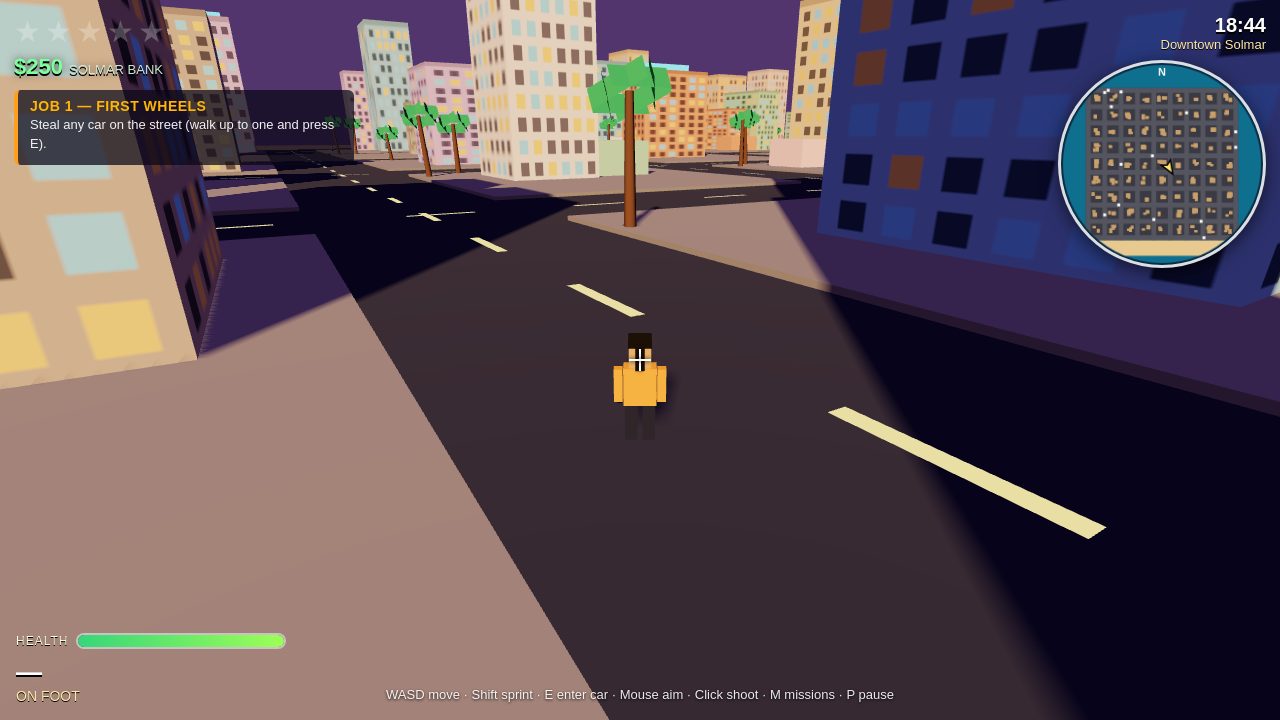 ★★★★★
$250 SOLMAR BANK
JOB 1 — FIRST WHEELS
Steal any car on the street (walk up to one and press
E).
18:44
Downtown Solmar
N
HEALTH
—
ON FOOT
WASD move · Shift sprint · E enter car · Mouse aim · Click shoot · M missions · P pause